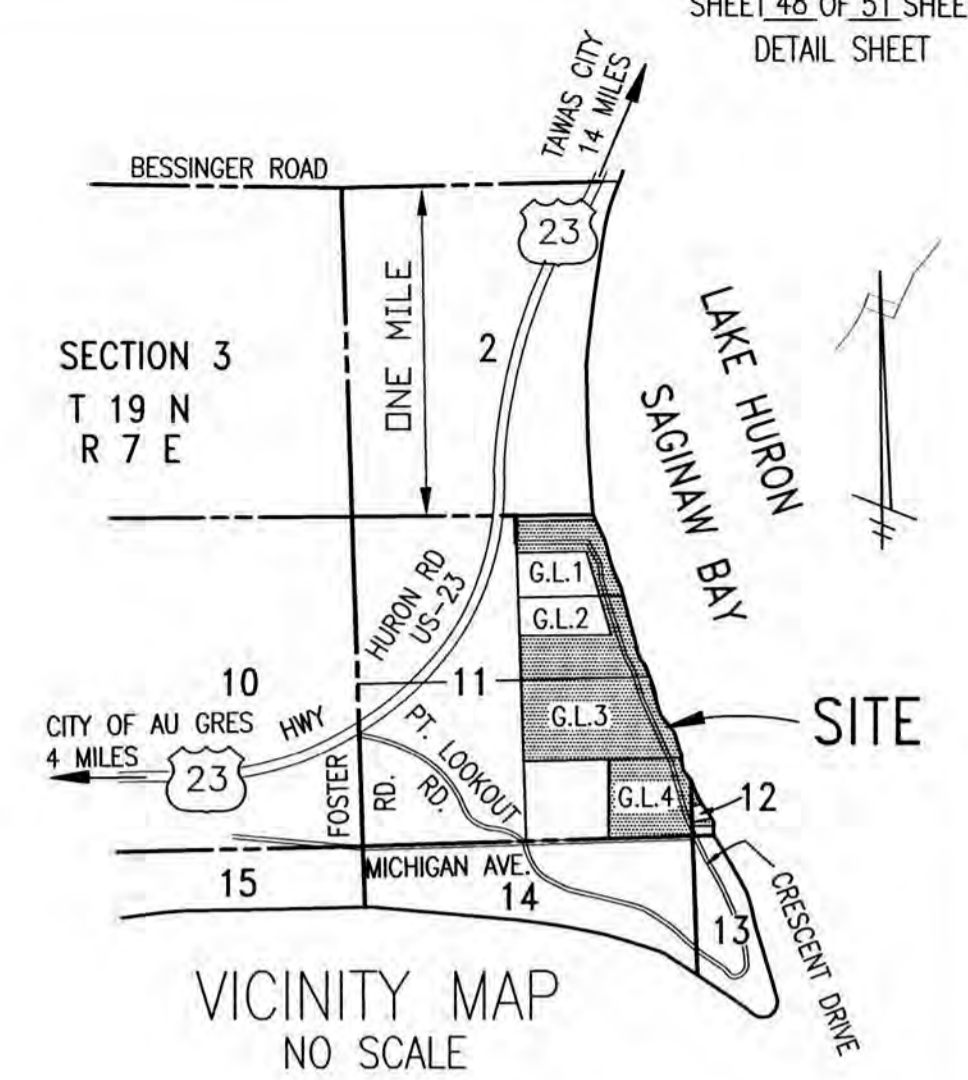 SHEET 48 OF 51 SHEE
DETAIL SHEET
TAWAS CITY
14 MILES
BESSINGER ROAD
23
ONE MILE
2
SECTION 3
T 19 N
R 7 E
LAKE HURON
SAGINAW BAY
HURON RD
US-23
G.L.1
G.L.2
10
11
G.L.3
SITE
CITY OF AU GRES
4 MILES
HWY
23
PT. LOOKOUT
RD.
FOSTER
RD.
G.L.4
12
MICHIGAN AVE.
15
14
13
CRESCENT DRIVE
VICINITY MAP
NO SCALE